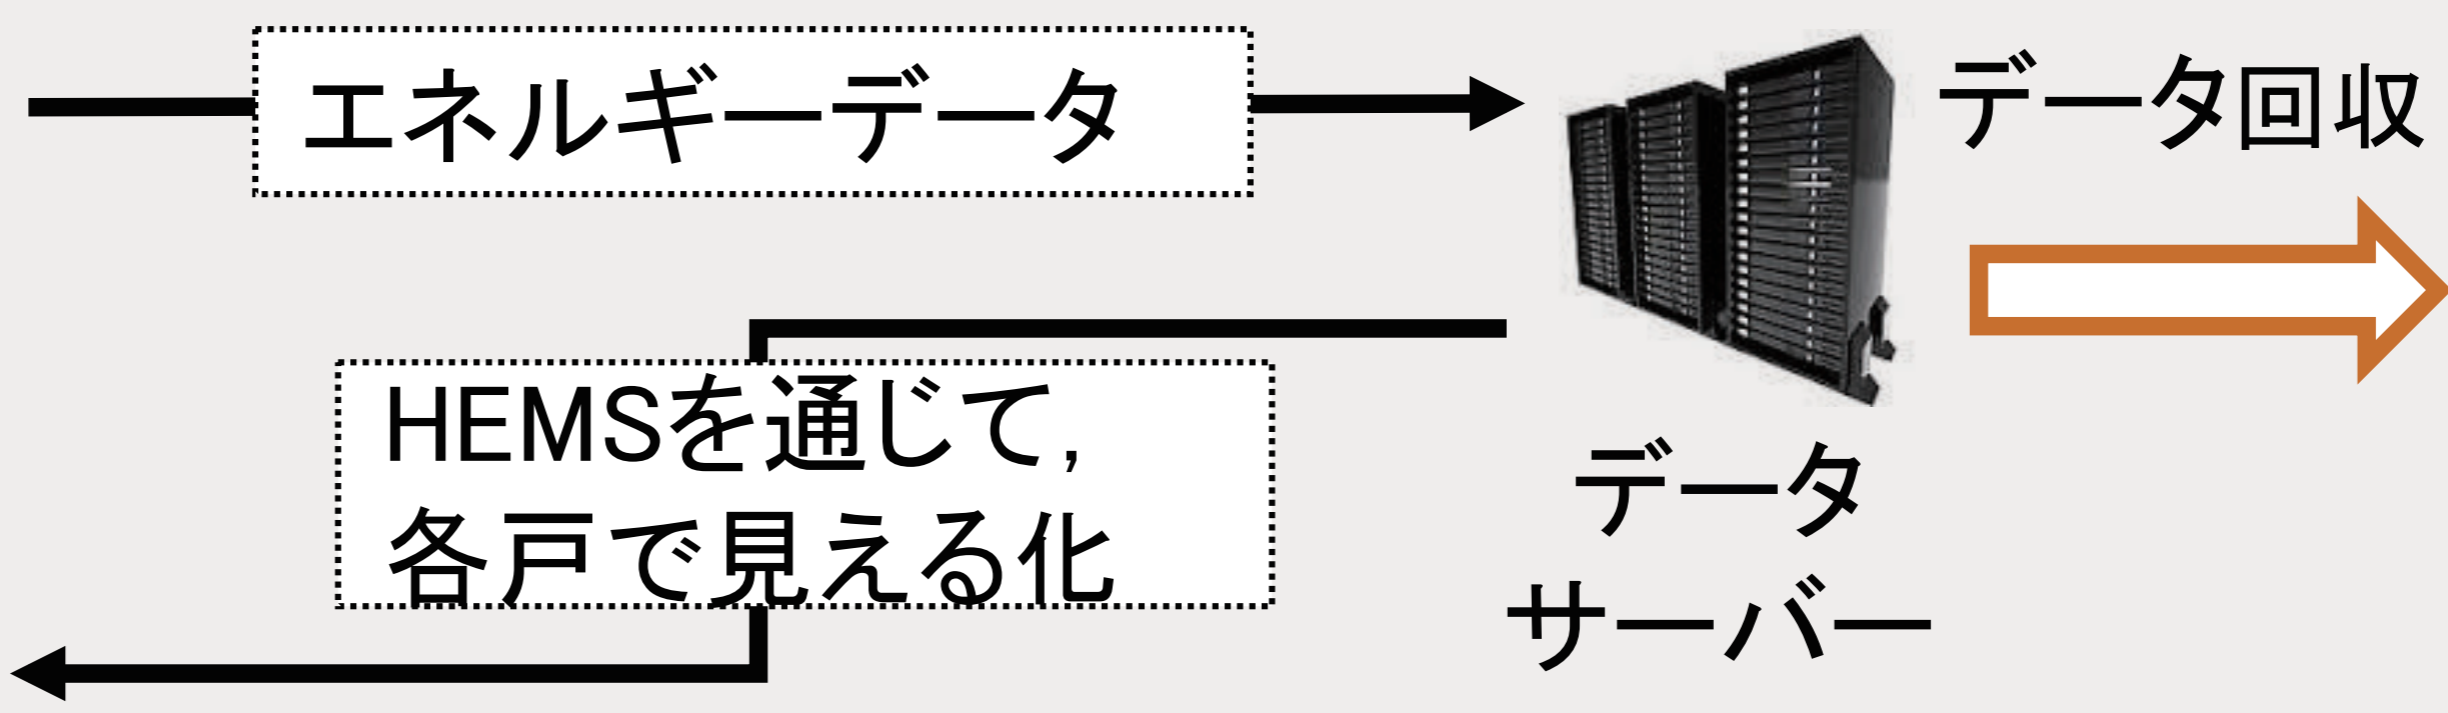 エネルギーデータ
データ回収
HEMSを通じて,
各戸で見える化
データ
サーバー